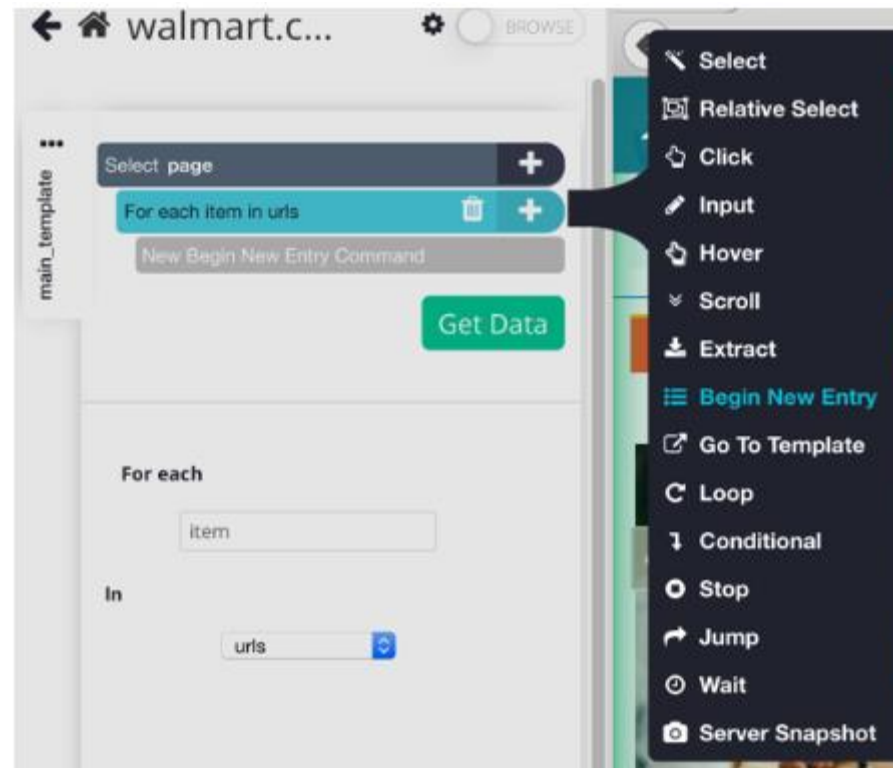 walmart.c...
BROWSE
main_template
Select page
For each item in urls
New Begin New Entry Command
Get Data
For each
item
In
urls
Select
Relative Select
Click
Input
Hover
Scroll
Extract
Begin New Entry
Go To Template
Loop
Conditional
Stop
Jump
Wait
Server Snapshot